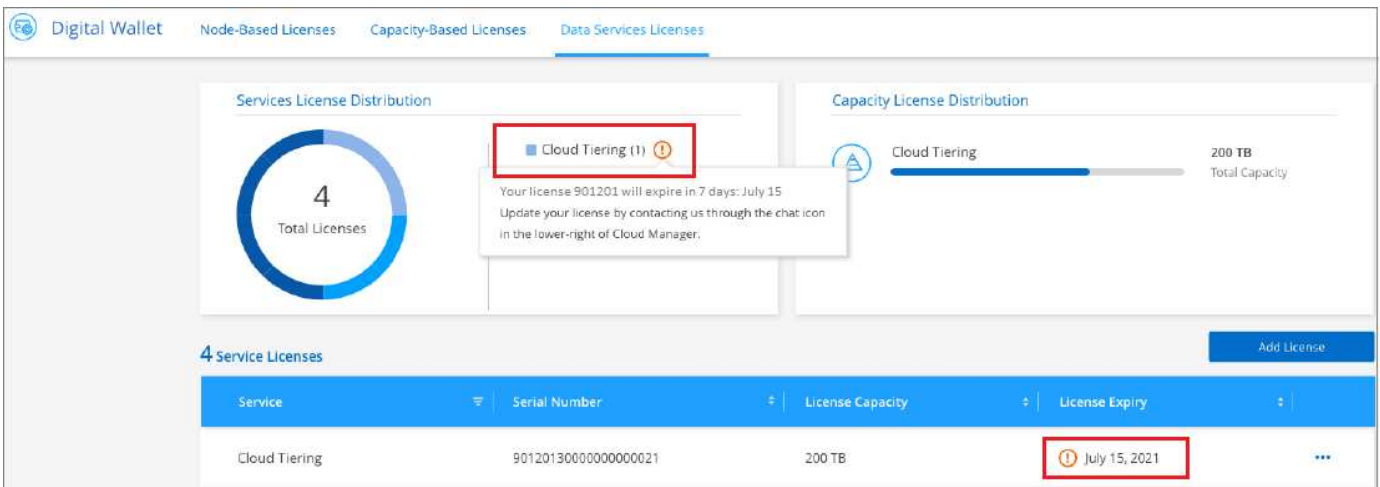 Digital Wallet
Node-Based Licenses
Capacity-Based Licenses
Data Services Licenses
Services License Distribution
4
Total Licenses
Cloud Tiering (1)
Your license 901201 will expire in 7 days: July 15
Update your license by contacting us through the chat icon
in the lower-right of Cloud Manager.
Capacity License Distribution
Cloud Tiering
200 TB
Total Capacity
4 Service Licenses
Add License
Service
Serial Number
License Capacity
License Expiry
Cloud Tiering
90120130000000000021
200 TB
July 15, 2021